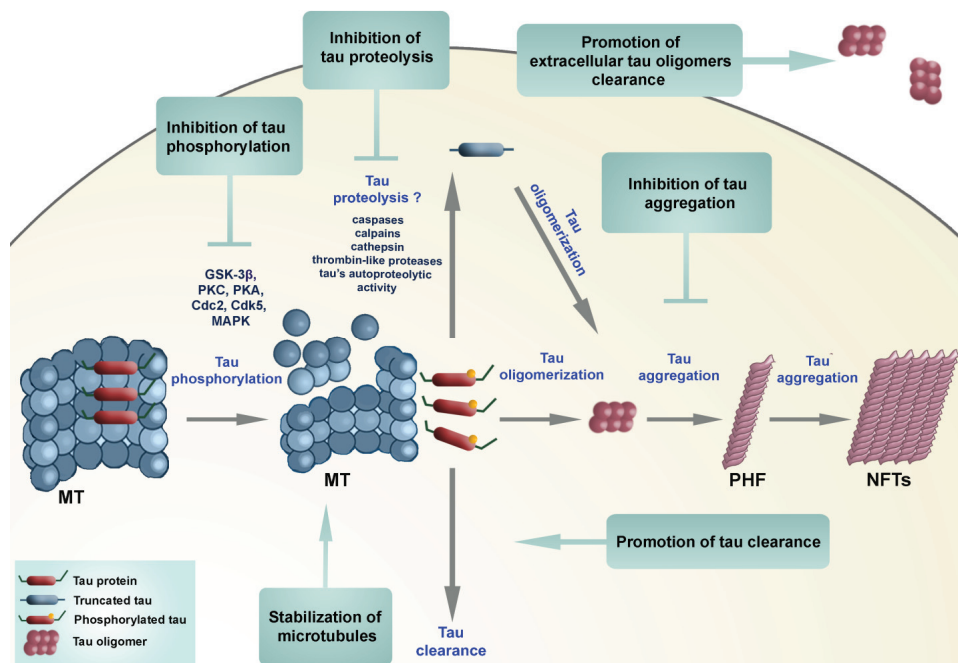 Inhibition of
tau proteolysis
Promotion of
extracellular tau oligomers
clearance
Inhibition of tau
phosphorylation
Inhibition of tau
aggregation
Tau
proteolysis ?
caspases
calpains
cathepsin
thrombin-like proteases
tau's autoproteolytic
activity
Tau
oligomerization
GSK-3β,
PKC, PKA,
Cdc2, Cdk5,
MAPK
Tau
phosphorylation
Tau
oligomerization
Tau
aggregation
Tau
aggregation
MT
MT
PHF
NFTs
Promotion of tau clearance
Stabilization of
microtubules
Tau
clearance
Tau protein
Truncated tau
Phosphorylated tau
Tau oligomer